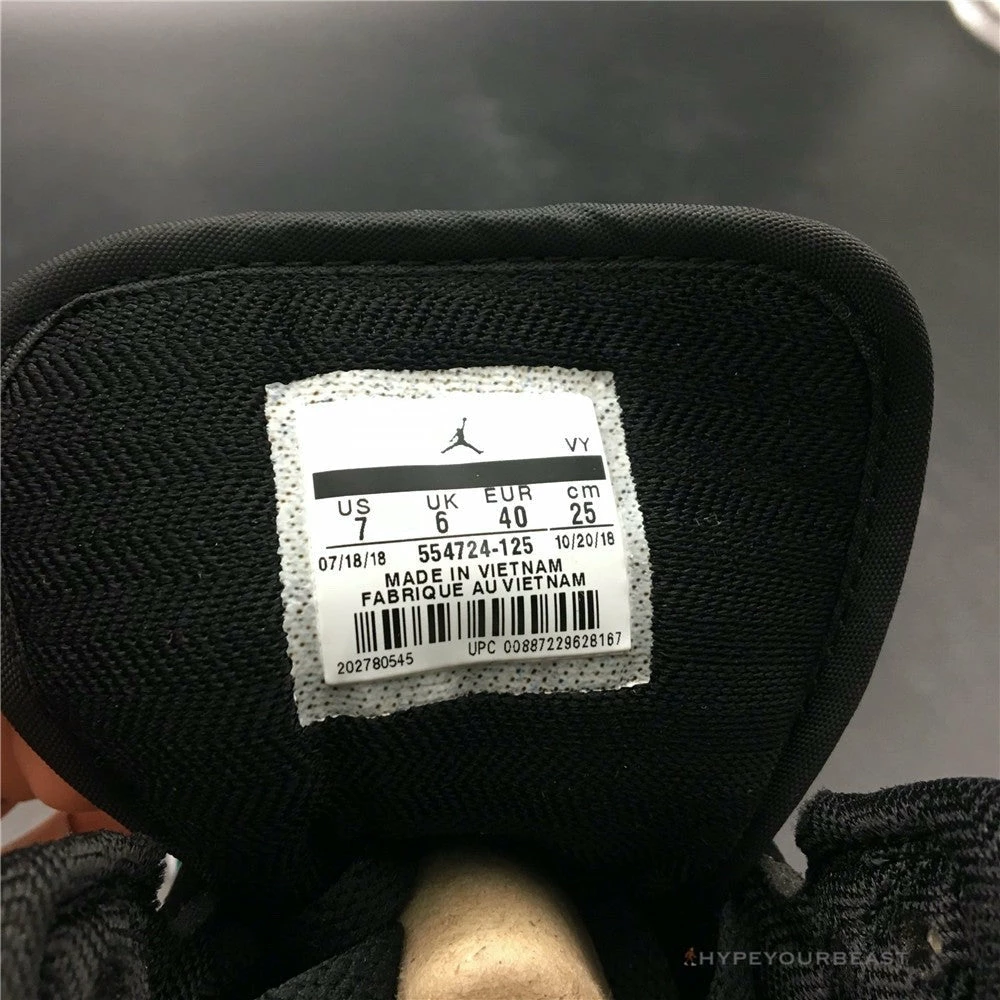 VY
US UK EUR cm
7 6 40 25
07/18/18 554724-125 10/20/18
MADE IN VIETNAM
FABRIQUE AU VIETNAM
202780545 UPC 00887229628167
HYPEYOURBEAST